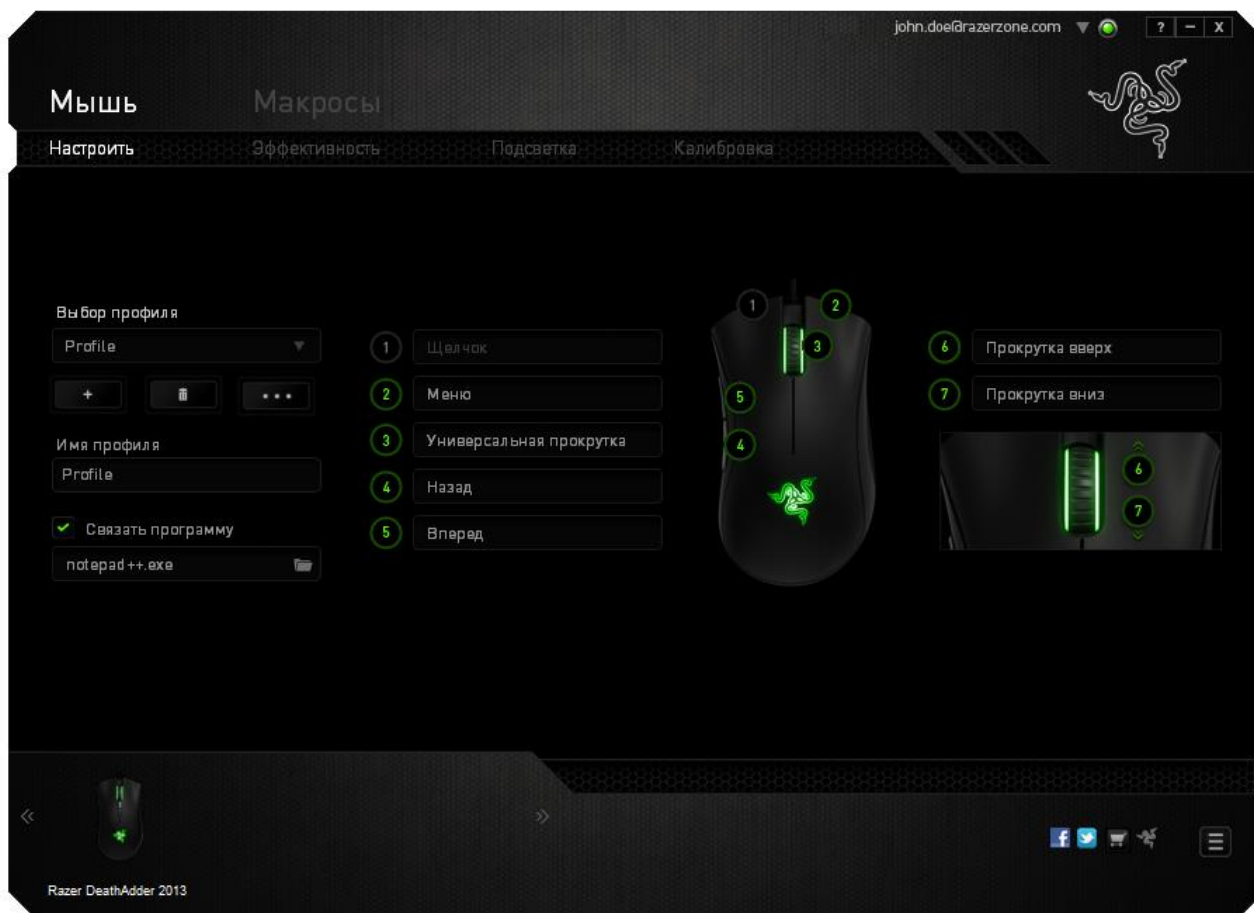 john.doe@razerzone.com
? – X
Мышь Макросы
Настроить Эффективность Подсветка Калибровка
Выбор профиля
Profile
+ •••
Имя профиля
Profile
Связать программу
notepad++.exe
1 Щелчок
2 Меню
3 Универсальная прокрутка
4 Назад
5 Вперед
1 2
3
5
4
6 Прокрутка вверх
7 Прокрутка вниз
6
7
« »
f
Razer DeathAdder 2013